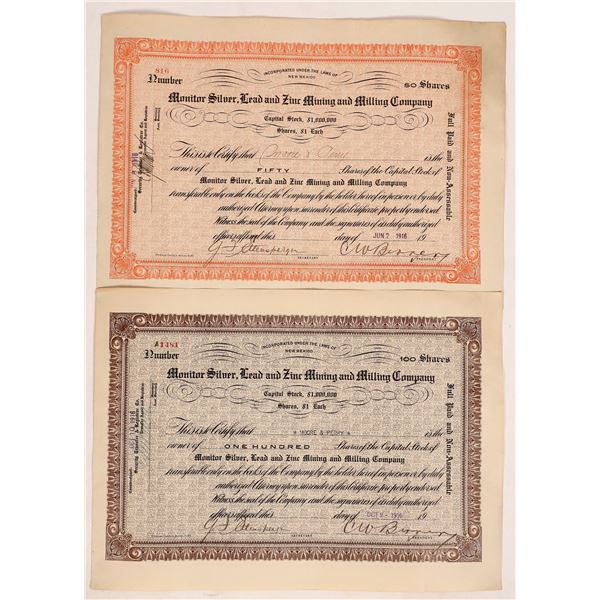 816
Number
INCORPORATED UNDER THE LAWS OF
NEW MEXICO
50 Shares
Monitor Silver, Lead and Zinc Mining and Milling Company
Capital Stock, $1,000,000
Shares, $1 Each
Full Paid and Non-Assessable
This is to Certify that Moore & Perry is the
owner of FIFTY Shares of the Capital Stock of
Monitor Silver, Lead and Zinc Mining and Milling Company
transferable only on the books of the Company by the holder hereof in person or by duly
authorized Attorney upon surrender of this Certificate properly endorsed.
Witness the seal of the Company and the signatures of its duly authorized
officers affixed this day of JUN 7 1916 19
SECRETARY
PRESIDENT
A1481
Number
INCORPORATED UNDER THE LAWS OF
NEW MEXICO
100 Shares
Monitor Silver, Lead and Zinc Mining and Milling Company
Capital Stock, $1,000,000
Shares, $1 Each
Full Paid and Non-Assessable
This is to Certify that * MOORE & PERRY * is the
owner of ONE HUNDRED Shares of the Capital Stock of
Monitor Silver, Lead and Zinc Mining and Milling Company
transferable only on the books of the Company by the holder hereof in person or by duly
authorized Attorney upon surrender of this Certificate properly endorsed.
Witness the seal of the Company and the signatures of its duly authorized
officers affixed this day of OCT 1916 19
SECRETARY
PRESIDENT